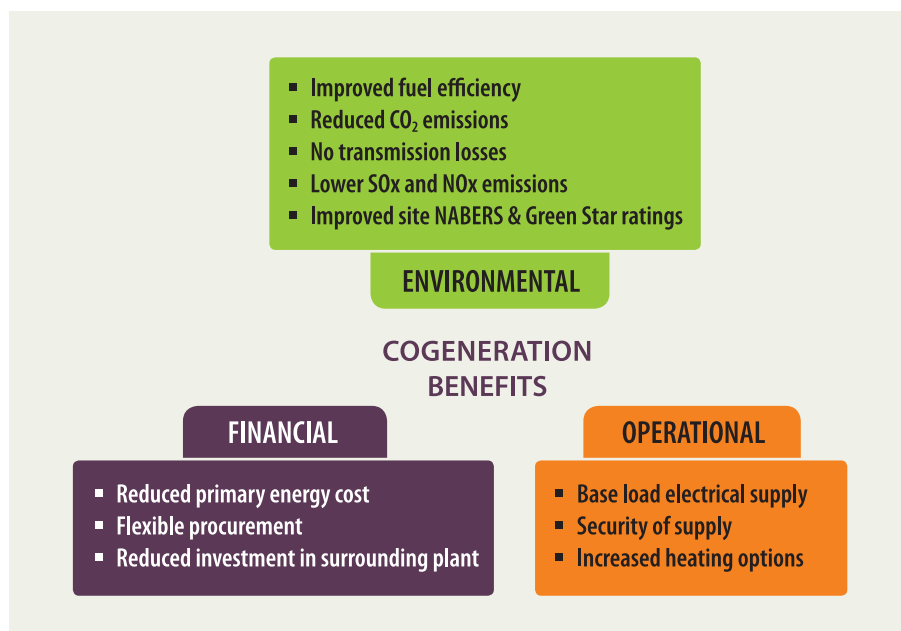 ▪ Improved fuel efficiency
▪ Reduced CO₂ emissions
▪ No transmission losses
▪ Lower SOx and NOx emissions
▪ Improved site NABERS & Green Star ratings
ENVIRONMENTAL
COGENERATION
BENEFITS
FINANCIAL
▪ Reduced primary energy cost
▪ Flexible procurement
▪ Reduced investment in surrounding plant
OPERATIONAL
▪ Base load electrical supply
▪ Security of supply
▪ Increased heating options